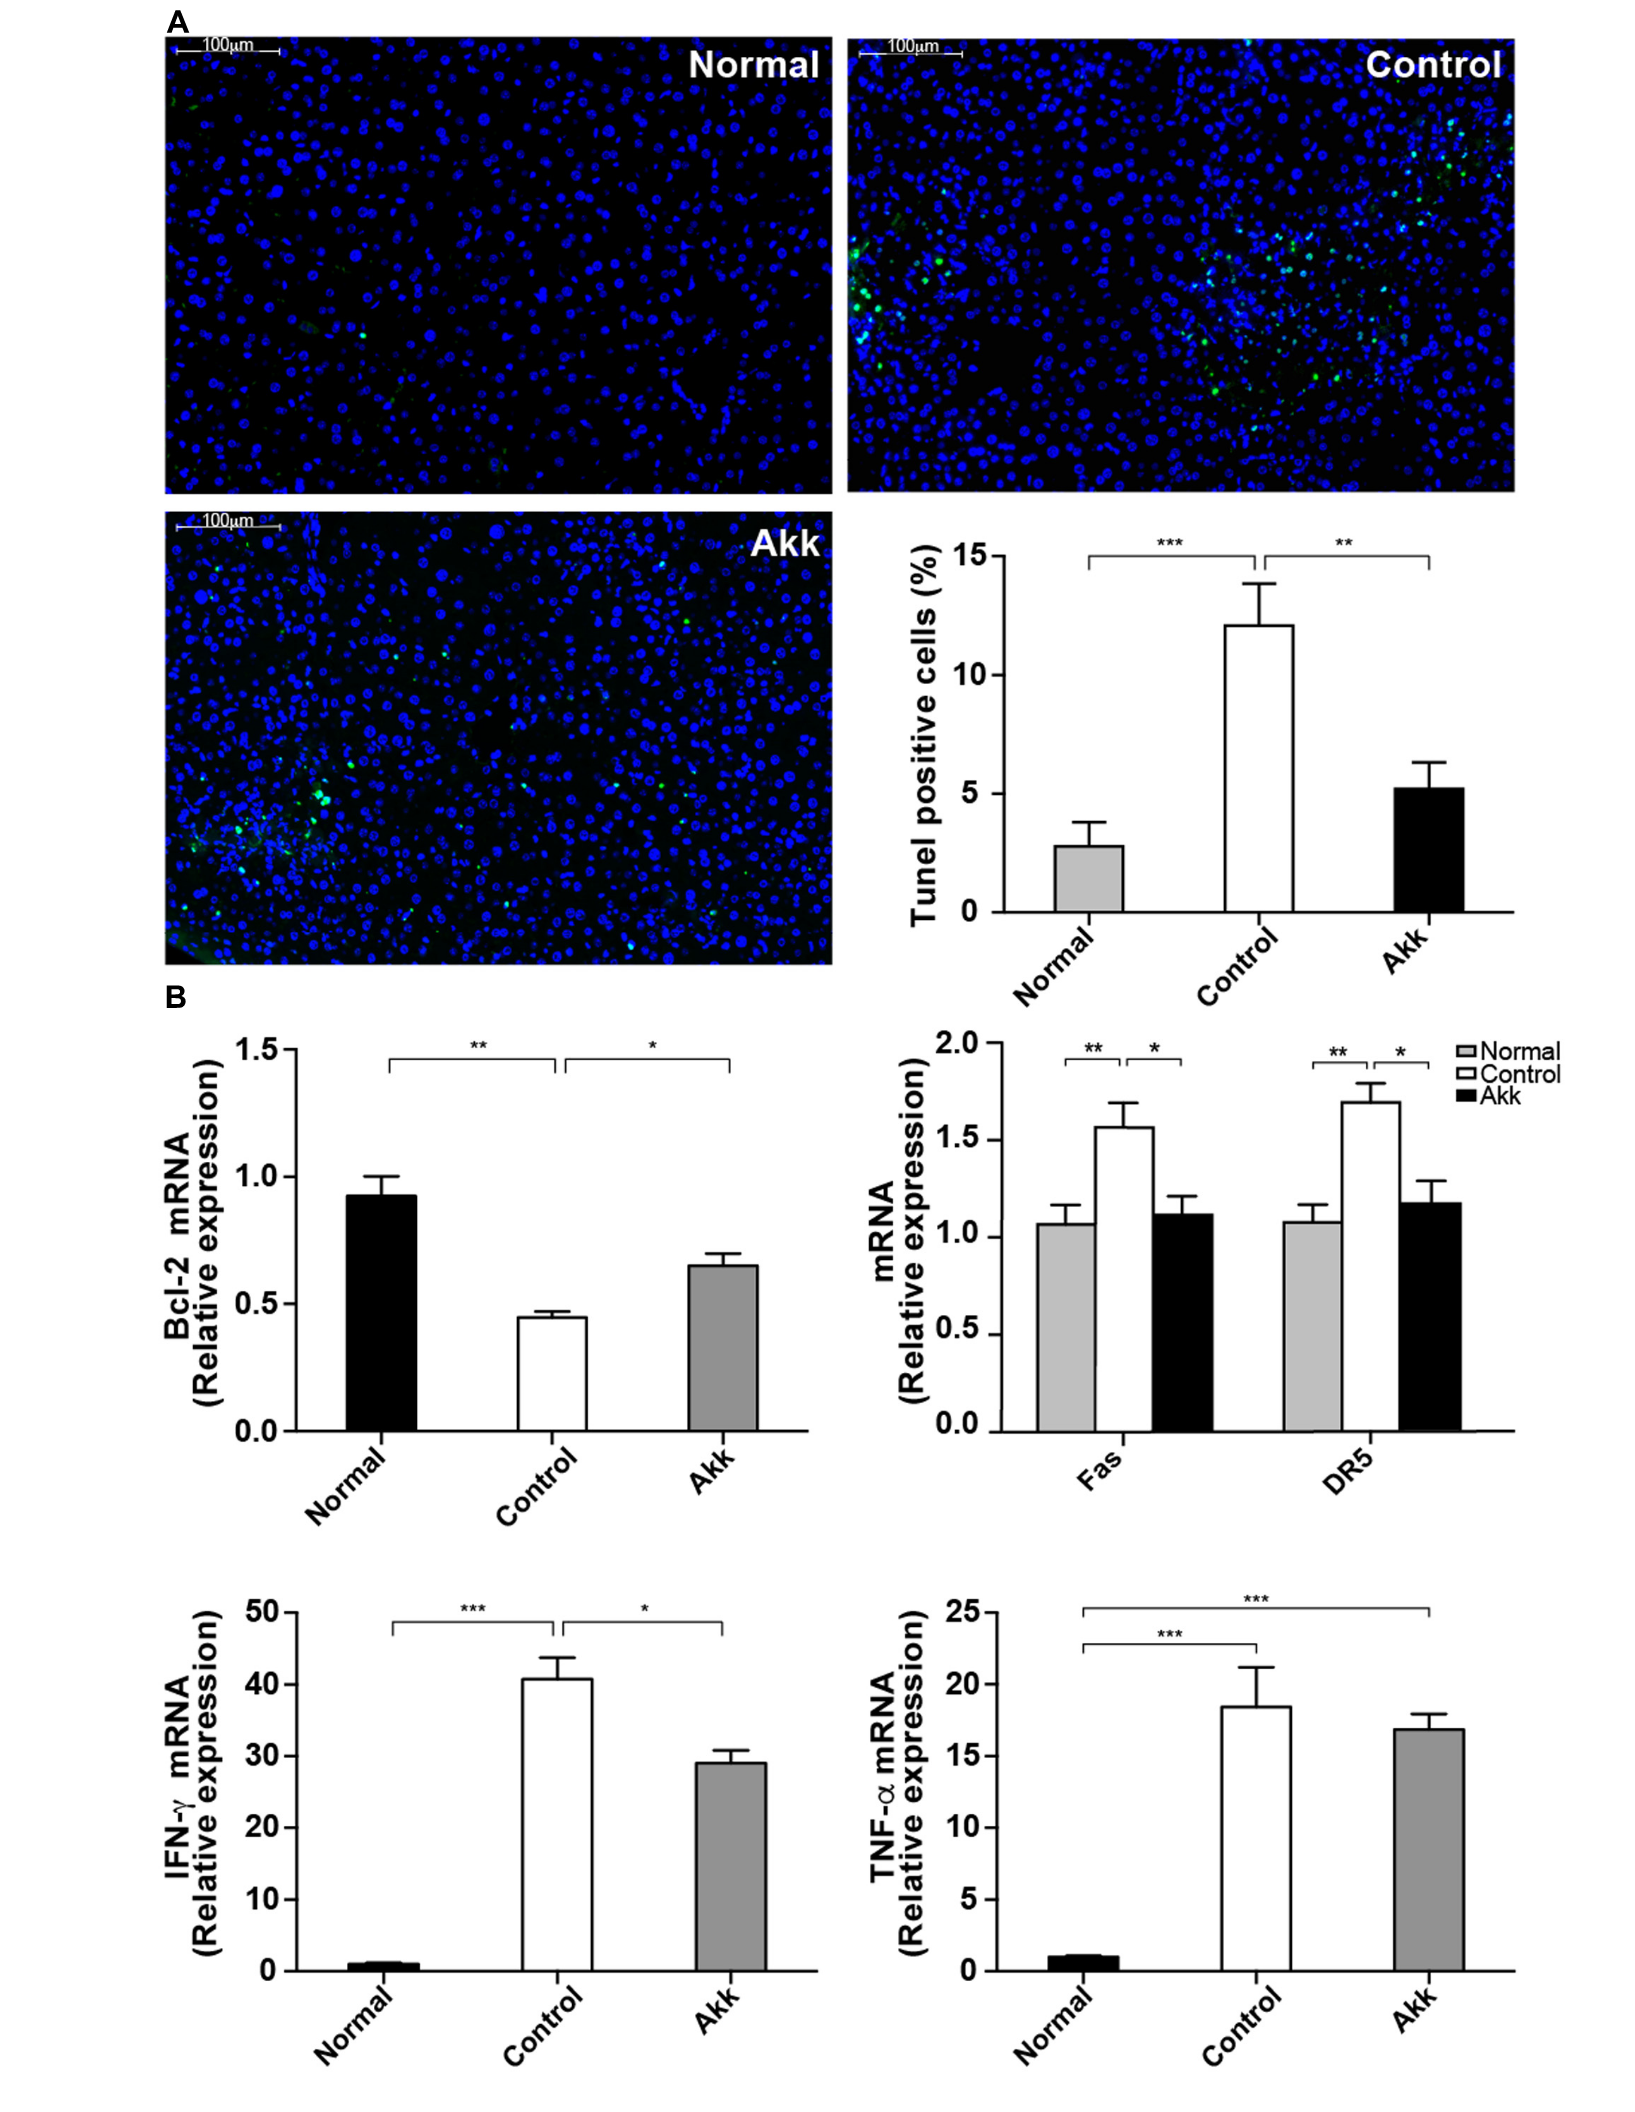 A
100µm
Normal
100µm
Control
100µm
Akk
Tunel positive cells (%)
15
10
5
0
***
**
Normal
Control
Akk
B
Bcl-2 mRNA
(Relative expression)
1.5
1.0
0.5
0.0
**
*
Normal
Control
Akk
mRNA
(Relative expression)
2.0
1.5
1.0
0.5
0.0
**
*
**
*
Normal
Control
Akk
Fas
DR5
IFN-γ mRNA
(Relative expression)
50
40
30
20
10
0
***
*
Normal
Control
Akk
TNF-α mRNA
(Relative expression)
25
20
15
10
5
0
***
***
Normal
Control
Akk